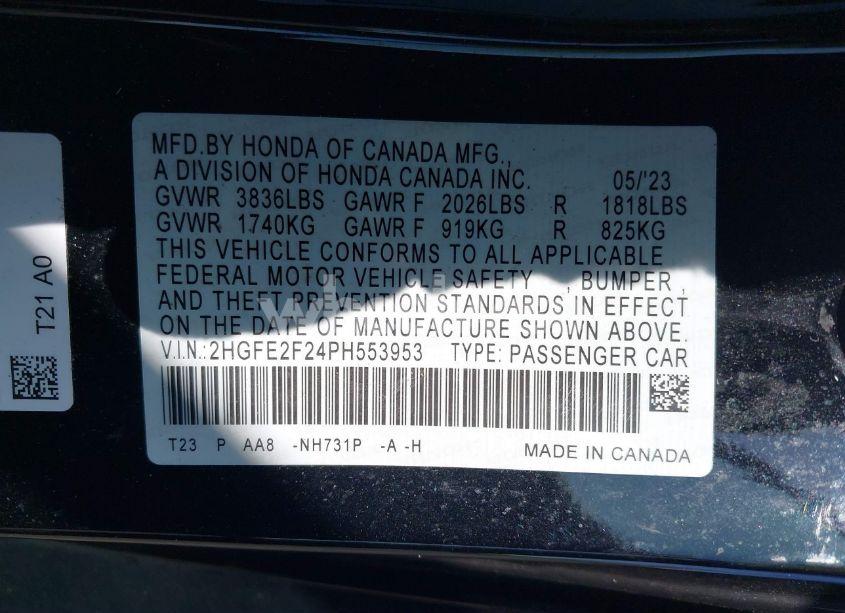 MFD.BY HONDA OF CANADA MFG.,
A DIVISION OF HONDA CANADA INC. 05/'23
GVWR 3836LBS GAWR F 2026LBS R 1818LBS
GVWR 1740KG GAWR F 919KG R 825KG
THIS VEHICLE CONFORMS TO ALL APPLICABLE
FEDERAL MOTOR VEHICLE SAFETY , BUMPER ,
AND THEFT PREVENTION STANDARDS IN EFFECT
ON THE DATE OF MANUFACTURE SHOWN ABOVE.
V.I.N.:2HGFE2F24PH553953 TYPE: PASSENGER CAR
T23 P AA8 -NH731P -A -H MADE IN CANADA
T21 A0